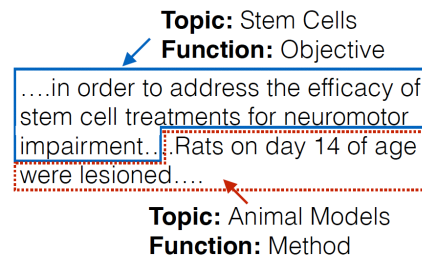 Topic: Stem Cells
Function: Objective
....in order to address the efficacy of
stem cell treatments for neuromotor
impairment....Rats on day 14 of age
were lesioned....
Topic: Animal Models
Function: Method